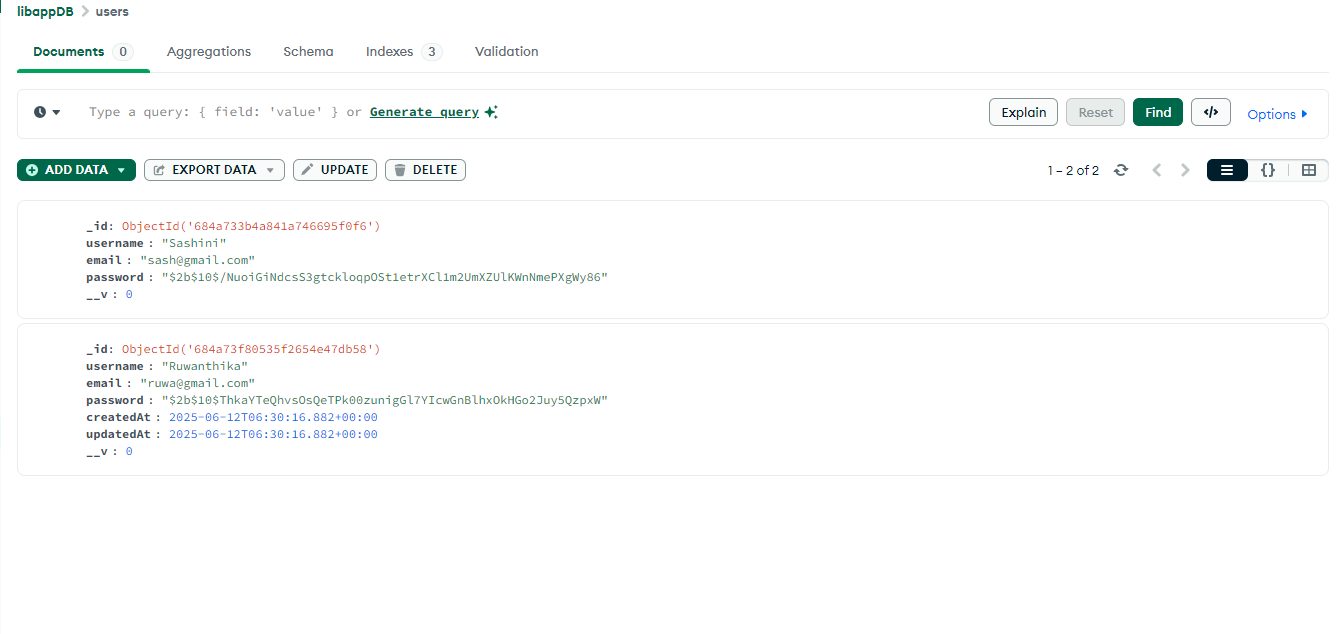 libappDB > users
Documents 0 Aggregations Schema Indexes 3 Validation
Type a query: { field: 'value' } or Generate query Explain Reset Find </> Options
ADD DATA EXPORT DATA UPDATE DELETE 1 – 2 of 2 {}
_id: ObjectId('684a733b4a841a746695f0f6')
username : "Sashini"
email : "sash@gmail.com"
password : "$2b$10$/NuoiGiNdcsS3gtckloqpOSt1etrXCl1m2UmXZUlKWnNmePXgWy86"
__v : 0
_id: ObjectId('684a73f80535f2654e47db58')
username : "Ruwanthika"
email : "ruwa@gmail.com"
password : "$2b$10$ThkaYTeQhvsOsQeTPk00zunigGl7YIcwGnBlhxOkHGo2Juy5QzpxW"
createdAt : 2025-06-12T06:30:16.882+00:00
updatedAt : 2025-06-12T06:30:16.882+00:00
__v : 0